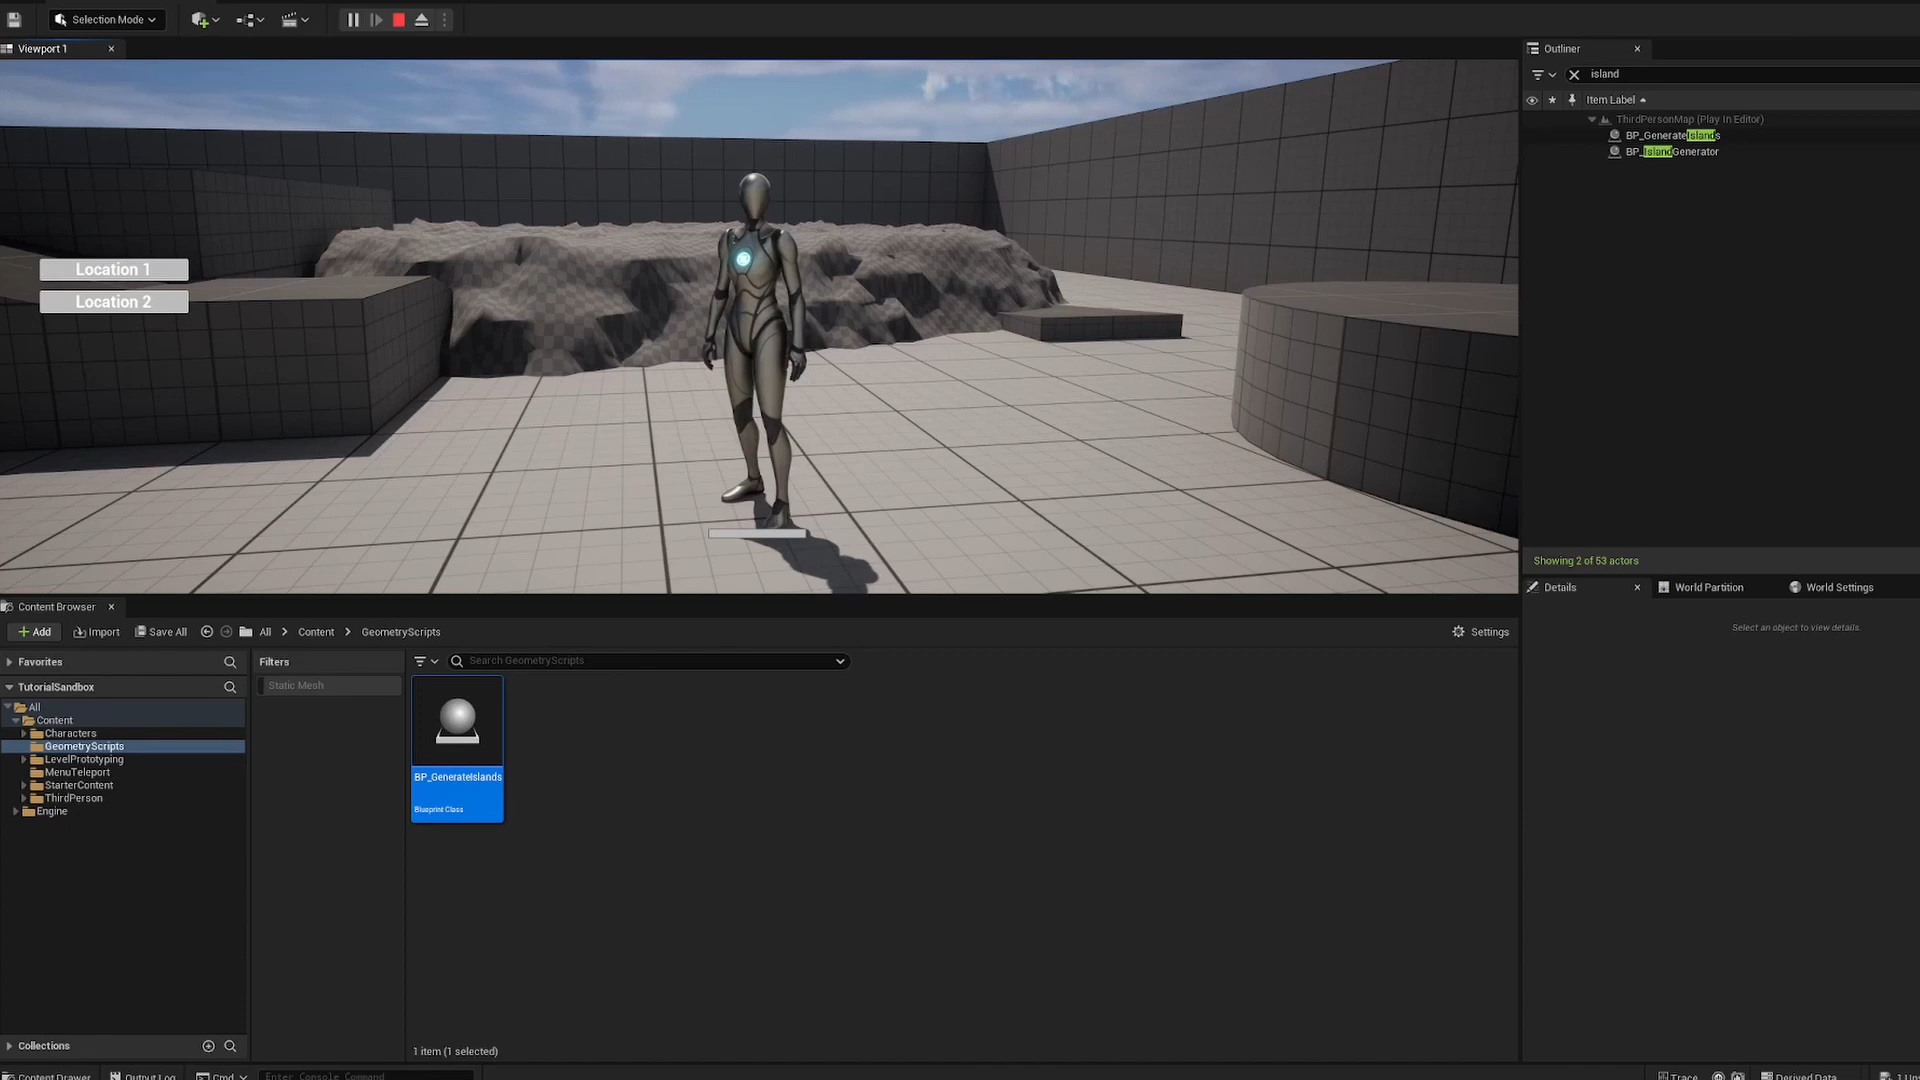 Selection Mode
Viewport 1
Location 1
Location 2
Outliner
island
Item Label
ThirdPersonMap (Play In Editor)
BP_GenerateIslands
BP_IslandGenerator
Showing 2 of 53 actors
Details
World Partition
World Settings
Select an object to view details.
Content Browser
Add
Import
Save All
All
Content
GeometryScripts
Settings
Favorites
TutorialSandbox
All
Content
Characters
GeometryScripts
LevelPrototyping
MenuTeleport
StarterContent
ThirdPerson
Engine
Collections
Filters
Static Mesh
Search GeometryScripts
BP_GenerateIslands
Blueprint Class
1 item (1 selected)
Content Drawer
Output Log
Cmd
Enter Console Command
Trace
Derived Data